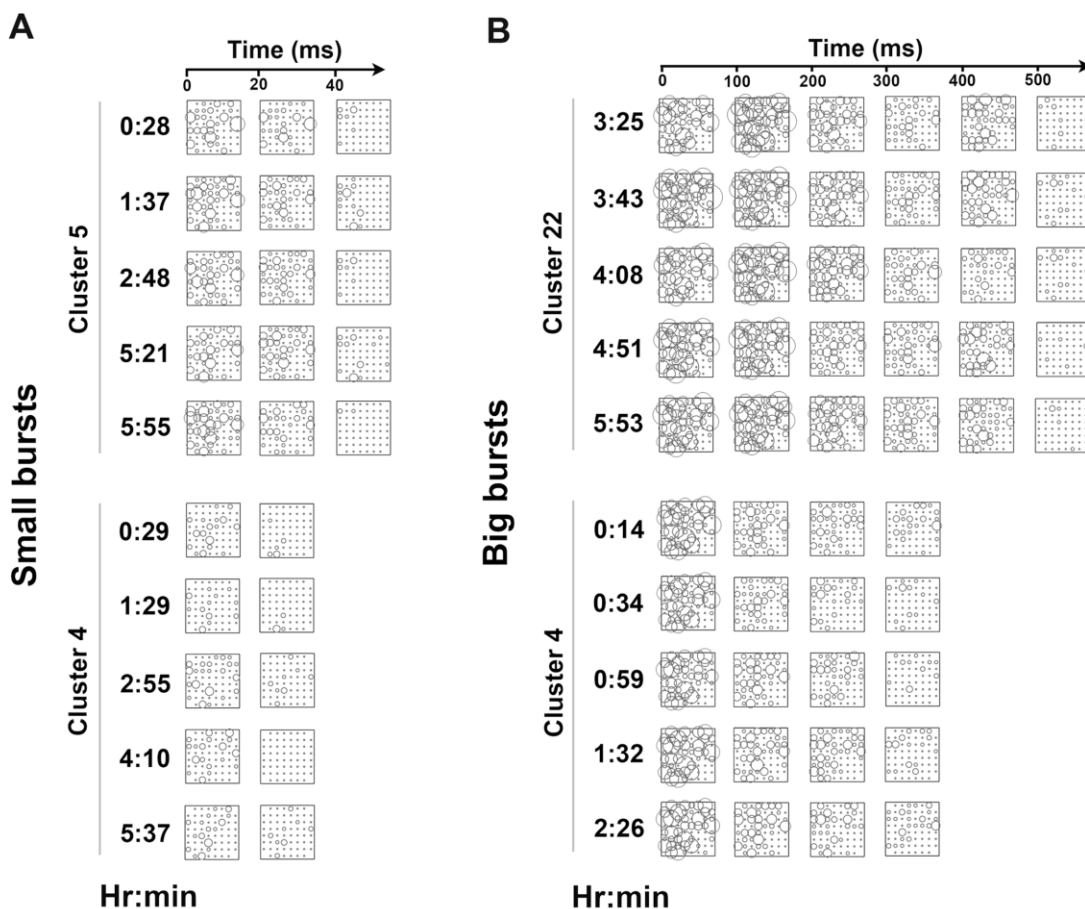 A
Time (ms)
0 20 40
Small bursts
Cluster 5
0:28
1:37
2:48
5:21
5:55
Cluster 4
0:29
1:29
2:55
4:10
5:37
Hr:min
B
Time (ms)
0 100 200 300 400 500
Big bursts
Cluster 22
3:25
3:43
4:08
4:51
5:53
Cluster 4
0:14
0:34
0:59
1:32
2:26
Hr:min